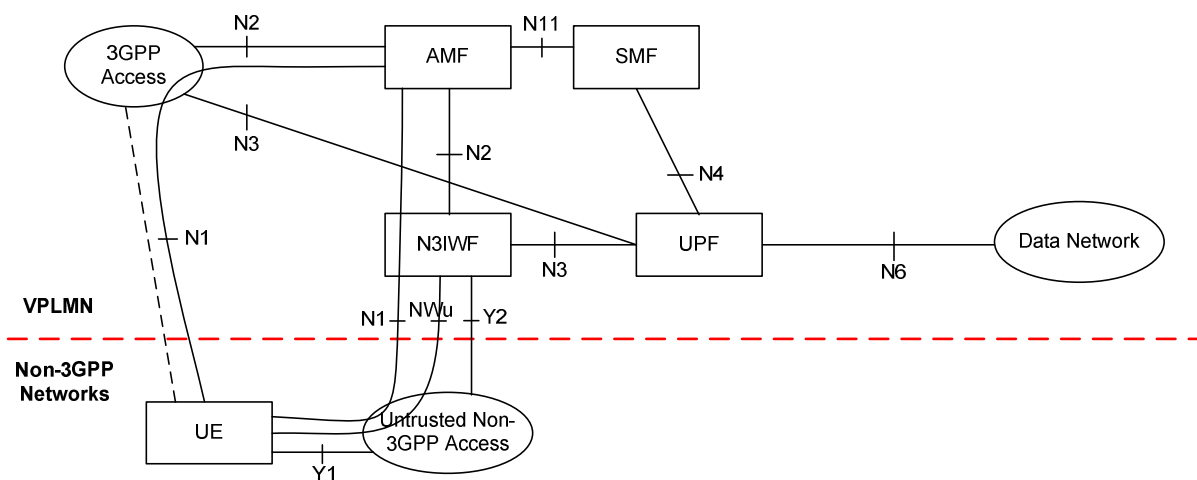 N2
3GPP
Access
AMF
N11
SMF
N3
N2
N4
N1
N3IWF
N3
UPF
N6
Data Network
VPLMN
N1
NWu
Y2
Non-3GPP
Networks
UE
Untrusted Non-
3GPP Access
Y1